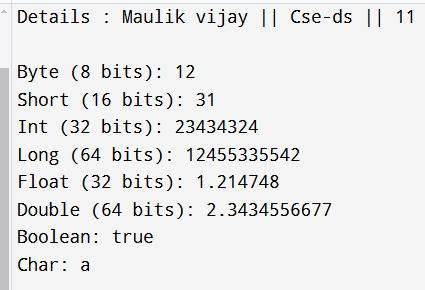 Details : Maulik vijay || Cse-ds || 11
Byte (8 bits): 12
Short (16 bits): 31
Int (32 bits): 23434324
Long (64 bits): 12455335542
Float (32 bits): 1.214748
Double (64 bits): 2.3434556677
Boolean: true
Char: a